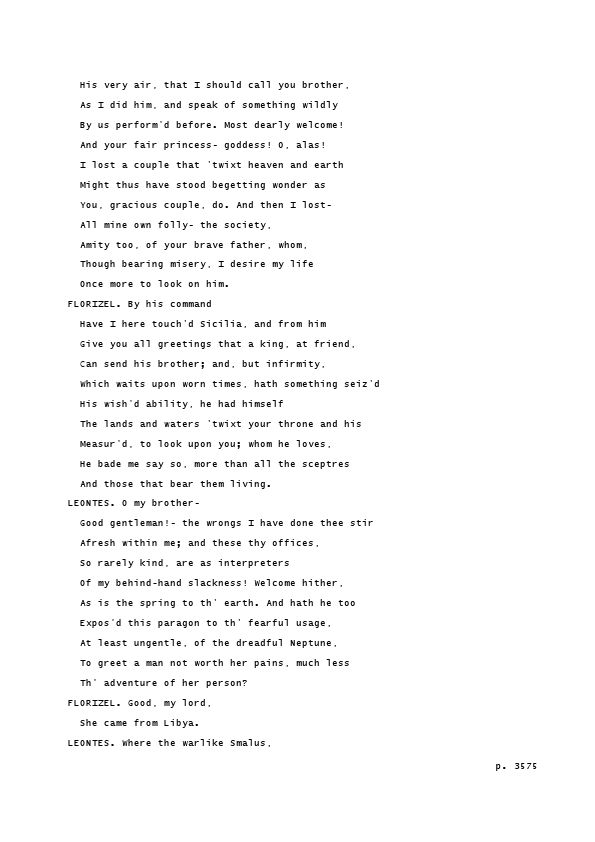 His very air, that I should call you brother,
As I did him, and speak of something wildly
By us perform'd before. Most dearly welcome!
And your fair princess- goddess! O, alas!
I lost a couple that 'twixt heaven and earth
Might thus have stood begetting wonder as
You, gracious couple, do. And then I lost-
All mine own folly- the society,
Amity too, of your brave father, whom,
Though bearing misery, I desire my life
Once more to look on him.
FLORIZEL. By his command
Have I here touch'd Sicilia, and from him
Give you all greetings that a king, at friend,
Can send his brother; and, but infirmity,
Which waits upon worn times, hath something seiz'd
His wish'd ability, he had himself
The lands and waters 'twixt your throne and his
Measur'd, to look upon you; whom he loves,
He bade me say so, more than all the sceptres
And those that bear them living.
LEONTES. O my brother-
Good gentleman!- the wrongs I have done thee stir
Afresh within me; and these thy offices,
So rarely kind, are as interpreters
Of my behind-hand slackness! Welcome hither,
As is the spring to th' earth. And hath he too
Expos'd this paragon to th' fearful usage,
At least ungentle, of the dreadful Neptune,
To greet a man not worth her pains, much less
Th' adventure of her person?
FLORIZEL. Good, my lord,
She came from Libya.
LEONTES. Where the warlike Smalus,
p. 3575